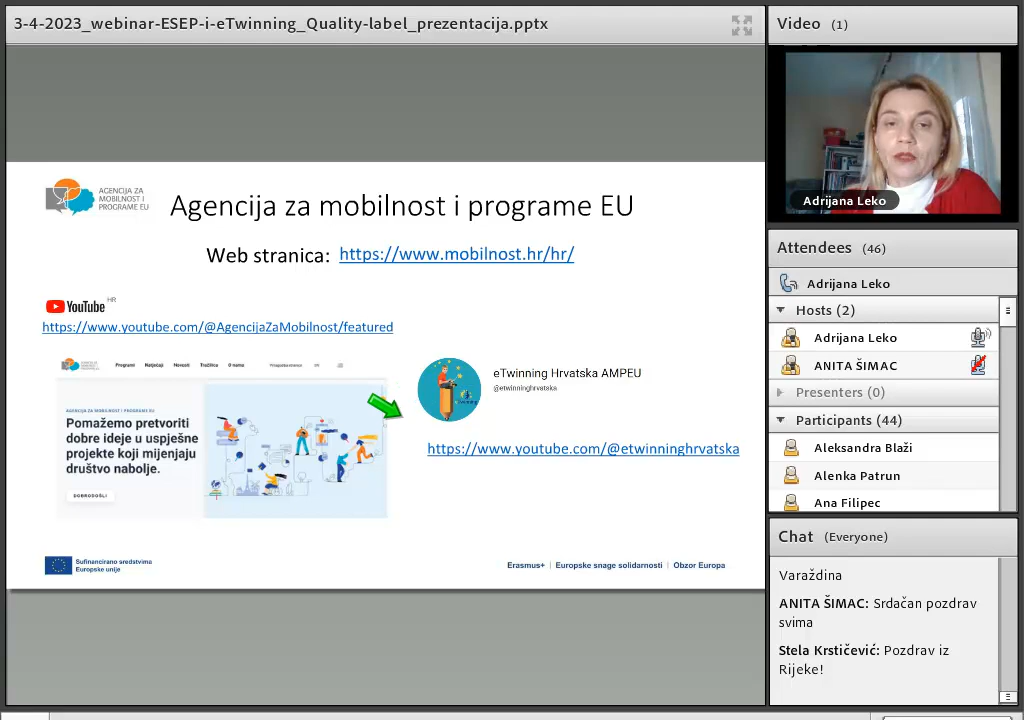 3-4-2023_webinar-ESEP-i-eTwinning_Quality-label_prezentacija.pptx
AGENCIJA ZA
MOBILNOST I
PROGRAME EU
Agencija za mobilnost i programe EU
Web stranica: https://www.mobilnost.hr/hr/
YouTube HR
https://www.youtube.com/@AgencijaZaMobilnost/featured
Programi Natječaji Novosti Tražilica O nama
AGENCIJA ZA MOBILNOST I PROGRAME EU
Pomažemo pretvoriti
dobre ideje u uspješne
projekte koji mijenjaju
društvo nabolje.
DOBRODOŠLI
eTwinning Hrvatska AMPEU
@etwinninghrvatska
https://www.youtube.com/@etwinninghrvatska
Sufinancirano sredstvima
Europske unije
Erasmus+ | Europske snage solidarnosti | Obzor Europa
Video (1)
Adrijana Leko
Attendees (46)
Adrijana Leko
Hosts (2)
Adrijana Leko
ANITA ŠIMAC
Presenters (0)
Participants (44)
Aleksandra Blaži
Alenka Patrun
Ana Filipec
Chat (Everyone)
Varaždina
ANITA ŠIMAC: Srdačan pozdrav
svima
Stela Krstičević: Pozdrav iz
Rijeke!